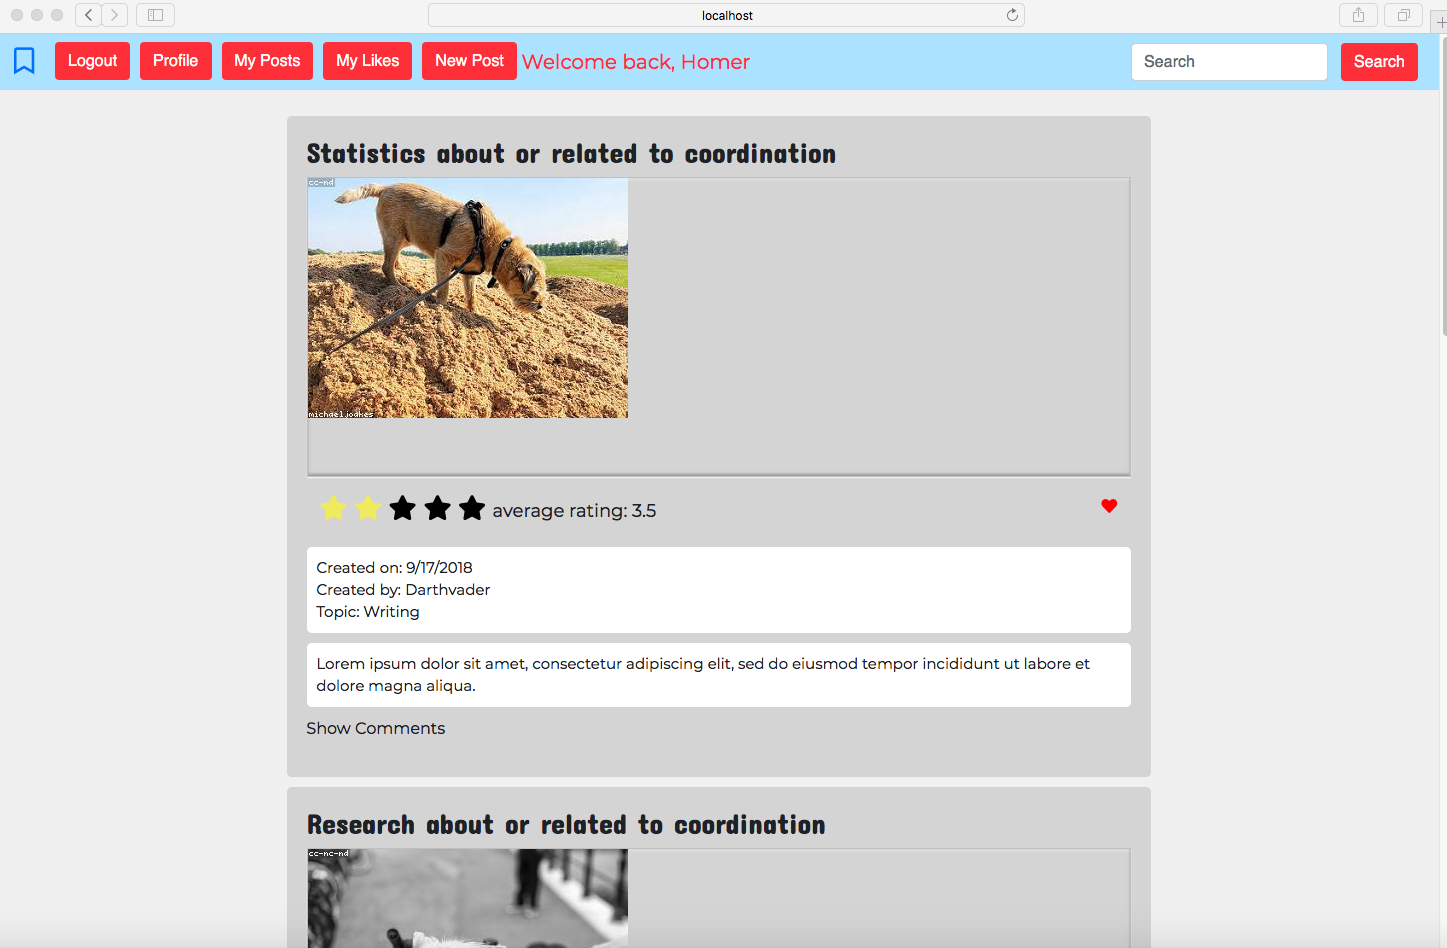 localhost
Logout Profile My Posts My Likes New Post Welcome back, Homer Search Search
Statistics about or related to coordination
cc-nd
michaeljoakes
average rating: 3.5
Created on: 9/17/2018
Created by: Darthvader
Topic: Writing
Lorem ipsum dolor sit amet, consectetur adipiscing elit, sed do eiusmod tempor incididunt ut labore et
dolore magna aliqua.
Show Comments
Research about or related to coordination
cc-nc-nd